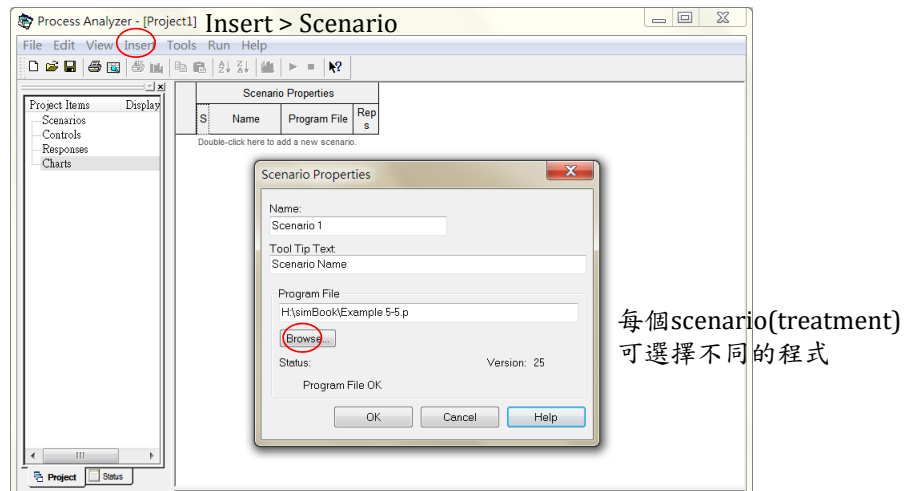 Process Analyzer - [Project1]
Insert > Scenario
File Edit View Insert Tools Run Help
Project Items Display
Scenarios
Controls
Responses
Charts
Scenario Properties
S Name Program File Reps
Double-click here to add a new scenario.
Scenario Properties
Name:
Scenario 1
Tool Tip Text
Scenario Name
Program File
H:\simBook\Example 5-5.p
Browse...
Status: Version: 25
Program File OK
OK Cancel Help
每個scenario(treatment)
可選擇不同的程式
Project Status